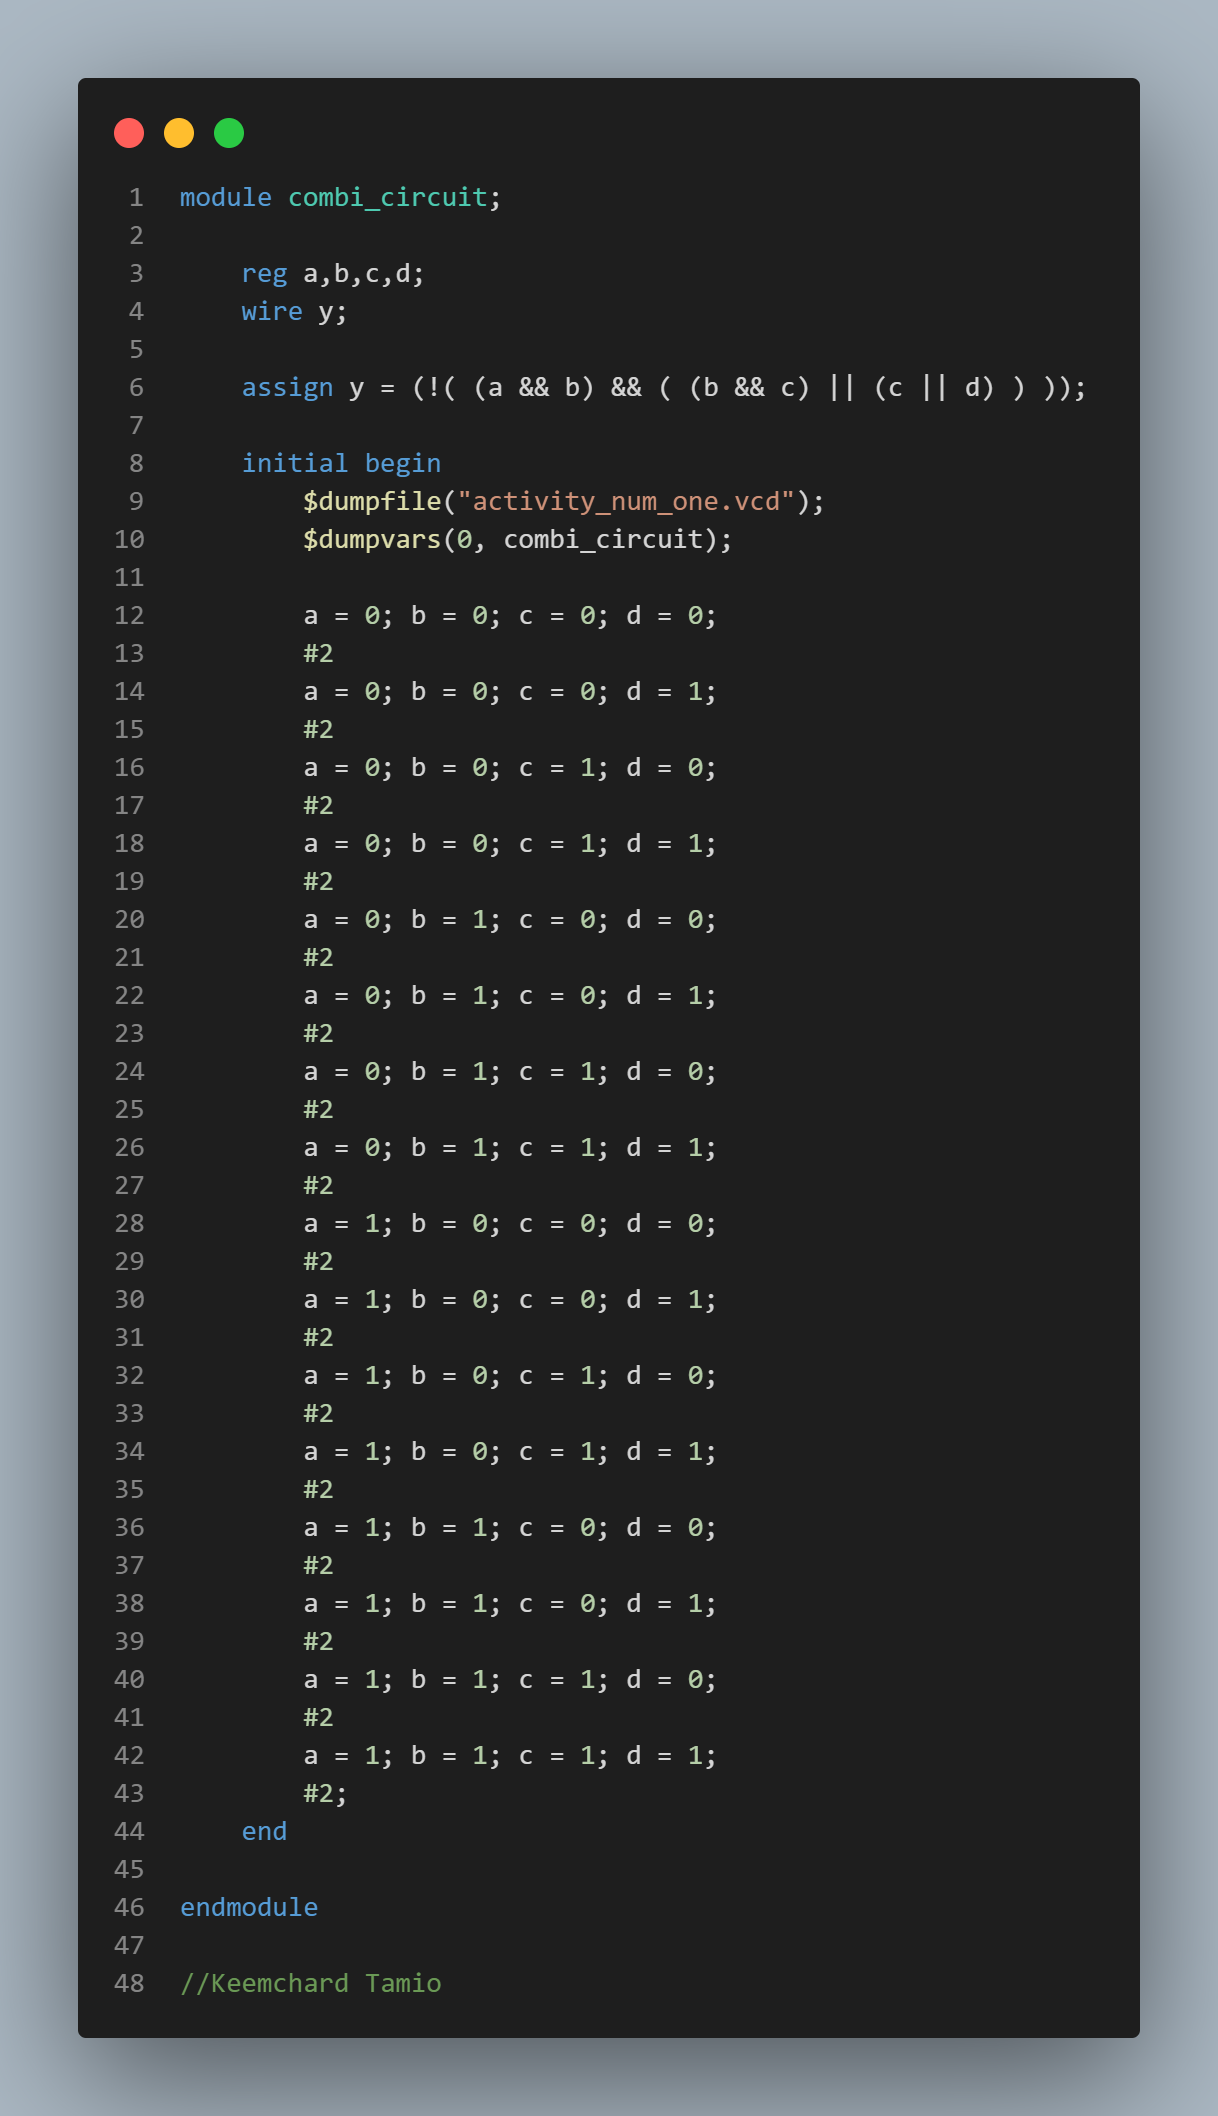 1 module combi_circuit;
2
3 reg a,b,c,d;
4 wire y;
5
6 assign y = (!( (a && b) && ( (b && c) || (c || d) ) ));
7
8 initial begin
9 $dumpfile("activity_num_one.vcd");
10 $dumpvars(0, combi_circuit);
11
12 a = 0; b = 0; c = 0; d = 0;
13 #2
14 a = 0; b = 0; c = 0; d = 1;
15 #2
16 a = 0; b = 0; c = 1; d = 0;
17 #2
18 a = 0; b = 0; c = 1; d = 1;
19 #2
20 a = 0; b = 1; c = 0; d = 0;
21 #2
22 a = 0; b = 1; c = 0; d = 1;
23 #2
24 a = 0; b = 1; c = 1; d = 0;
25 #2
26 a = 0; b = 1; c = 1; d = 1;
27 #2
28 a = 1; b = 0; c = 0; d = 0;
29 #2
30 a = 1; b = 0; c = 0; d = 1;
31 #2
32 a = 1; b = 0; c = 1; d = 0;
33 #2
34 a = 1; b = 0; c = 1; d = 1;
35 #2
36 a = 1; b = 1; c = 0; d = 0;
37 #2
38 a = 1; b = 1; c = 0; d = 1;
39 #2
40 a = 1; b = 1; c = 1; d = 0;
41 #2
42 a = 1; b = 1; c = 1; d = 1;
43 #2;
44 end
45
46 endmodule
47
48 //Keemchard Tamio